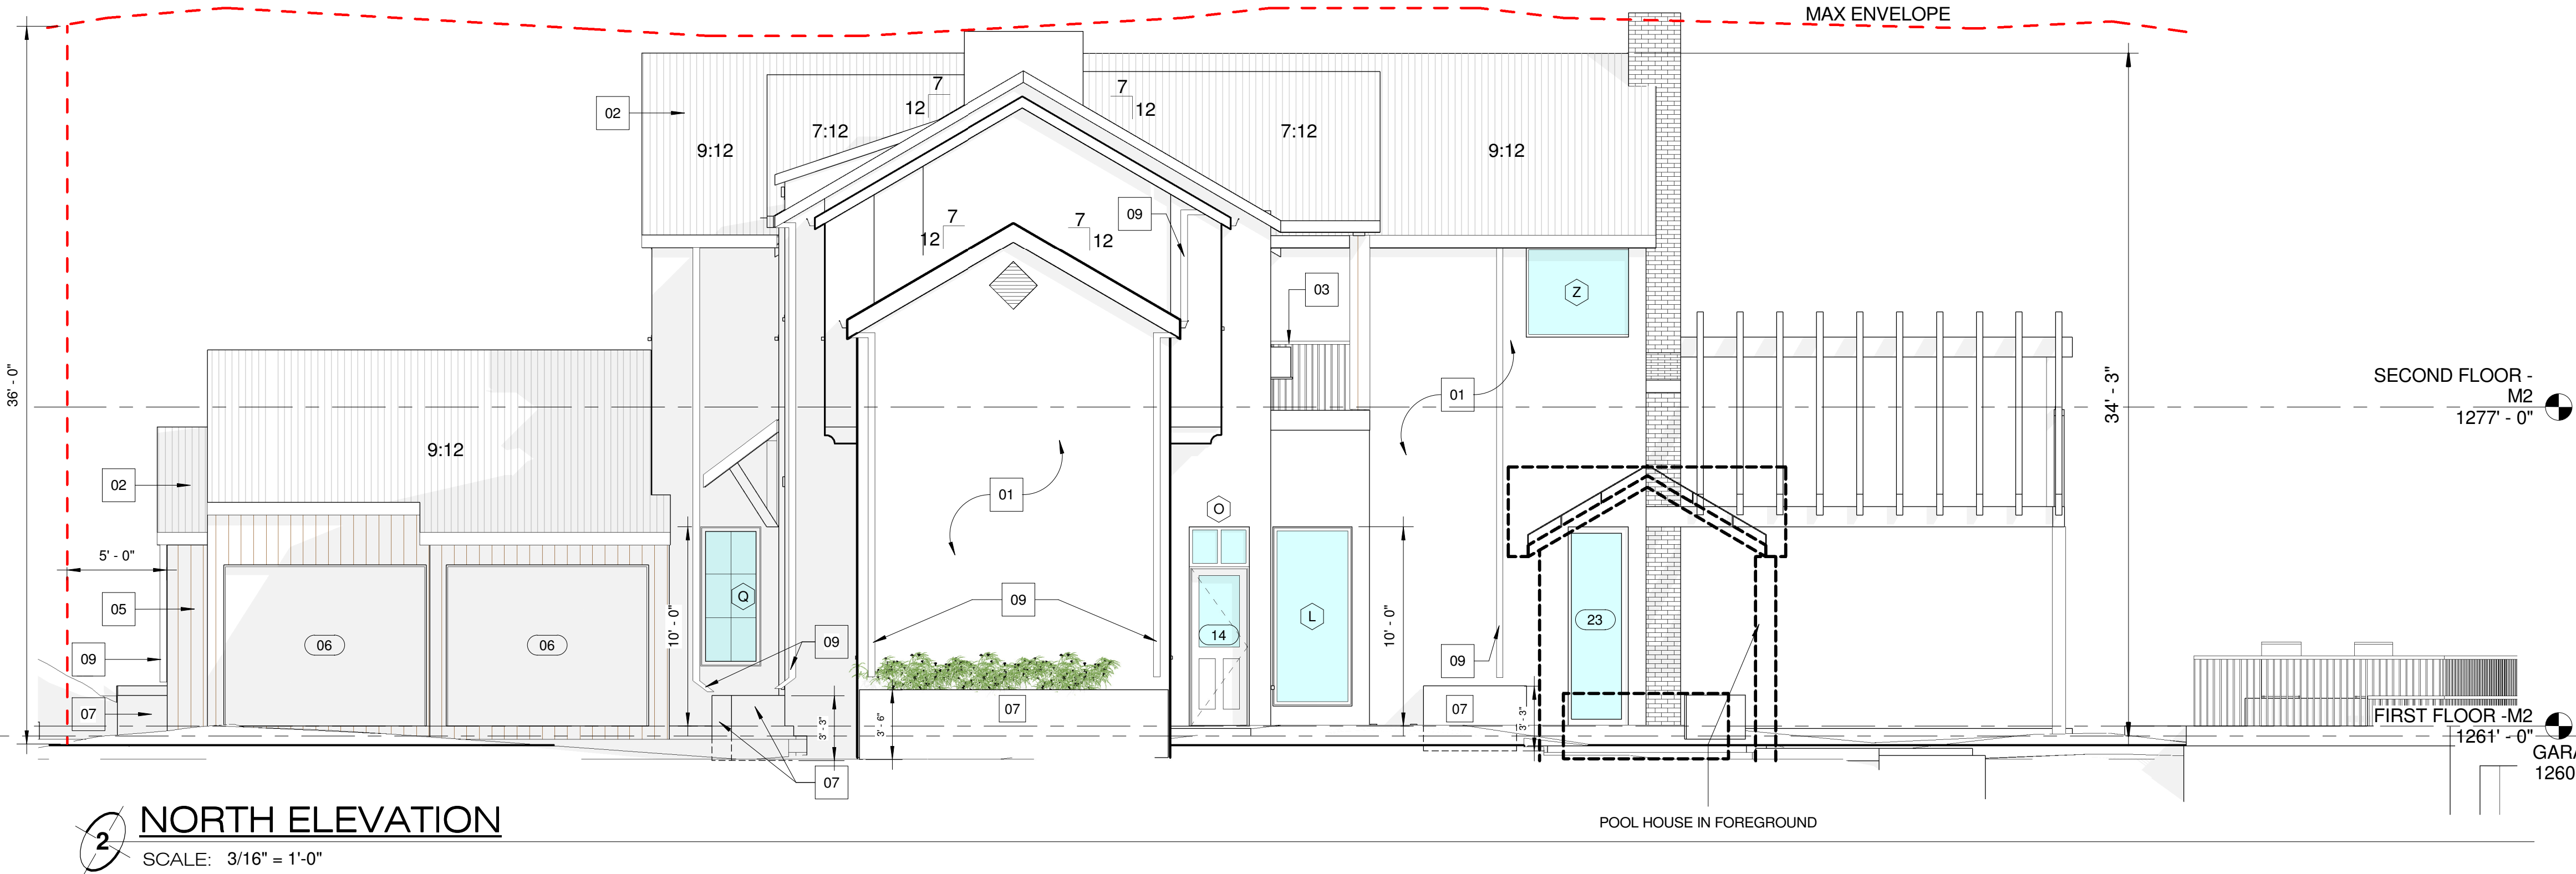 MAX ENVELOPE
02
7
12
7
12
7:12
7:12
9:12
9:12
09
7
12
7
12
03
Z
36' - 0"
34' - 3"
SECOND FLOOR -
M2
1277' - 0"
01
9:12
02
01
O
5' - 0"
05
06
06
10' - 0"
Q
09
14
L
10' - 0"
23
09
09
09
07
07
07
3' - 3"
3' - 6"
3' - 3"
07
FIRST FLOOR -M2
1261' - 0"
GARA
1260
POOL HOUSE IN FOREGROUND
2
NORTH ELEVATION
SCALE: 3/16" = 1'-0"